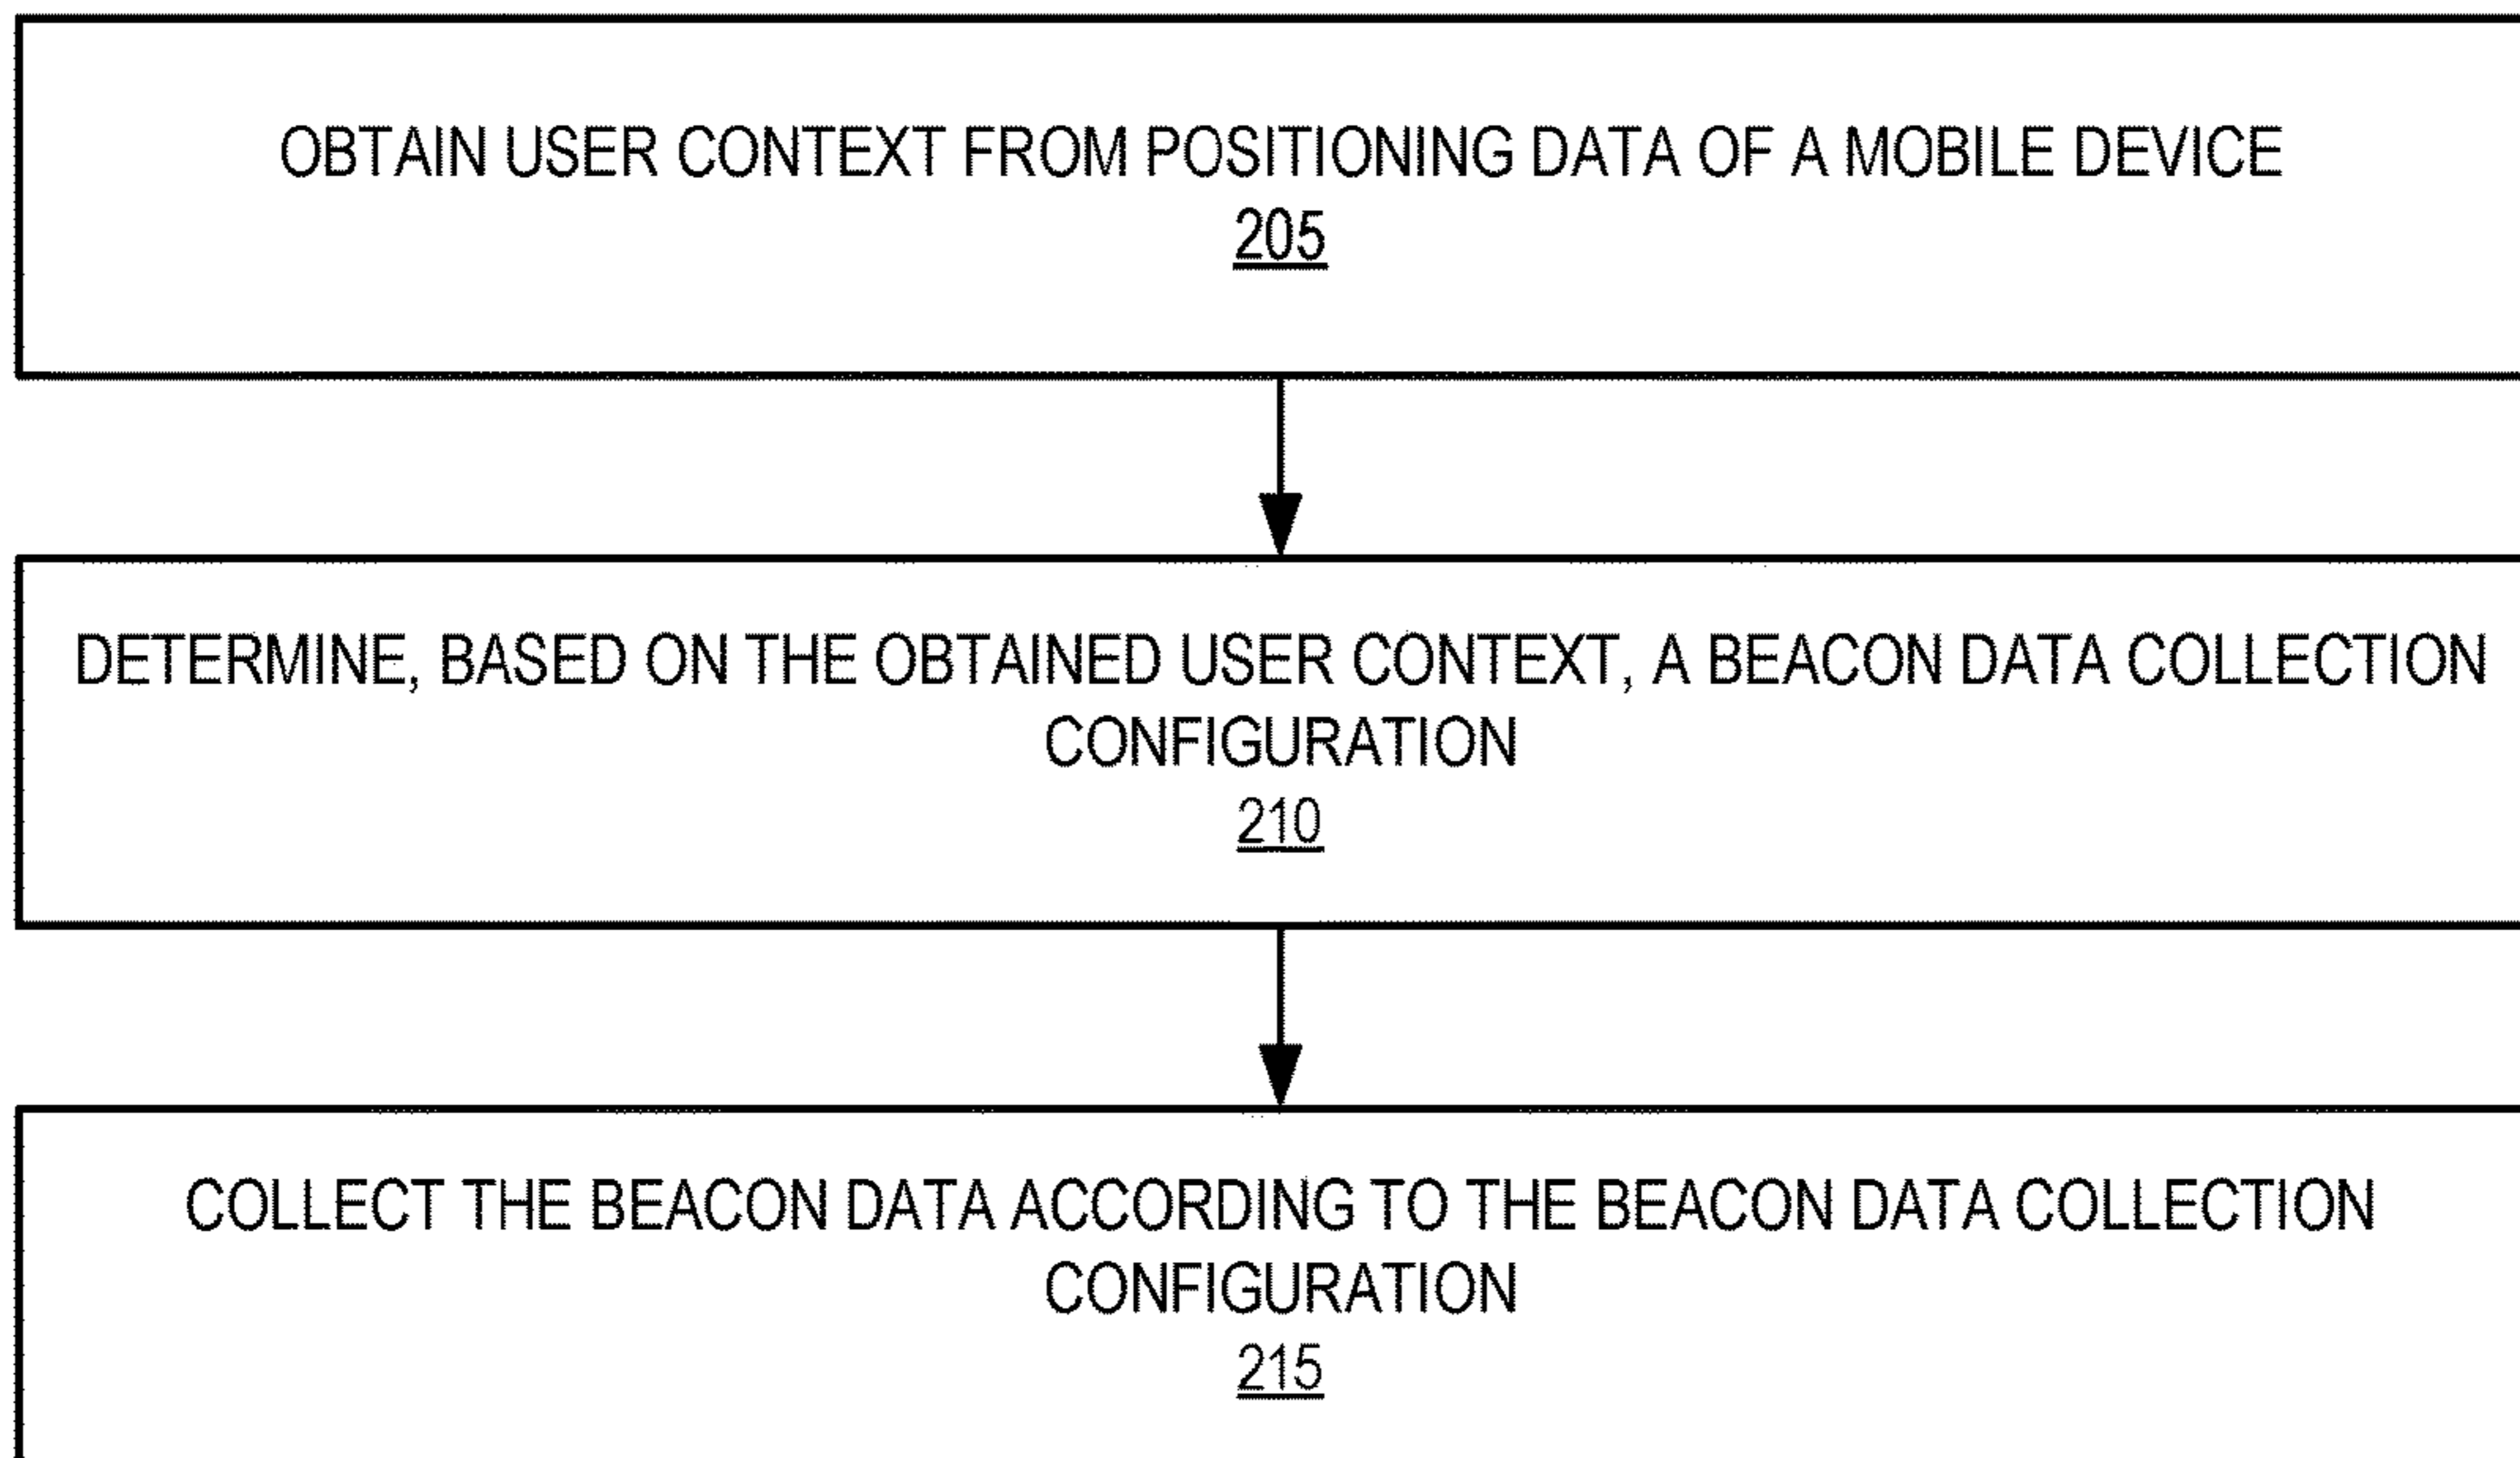 OBTAIN USER CONTEXT FROM POSITIONING DATA OF A MOBILE DEVICE
205
DETERMINE, BASED ON THE OBTAINED USER CONTEXT, A BEACON DATA COLLECTION
CONFIGURATION
210
COLLECT THE BEACON DATA ACCORDING TO THE BEACON DATA COLLECTION
CONFIGURATION
215